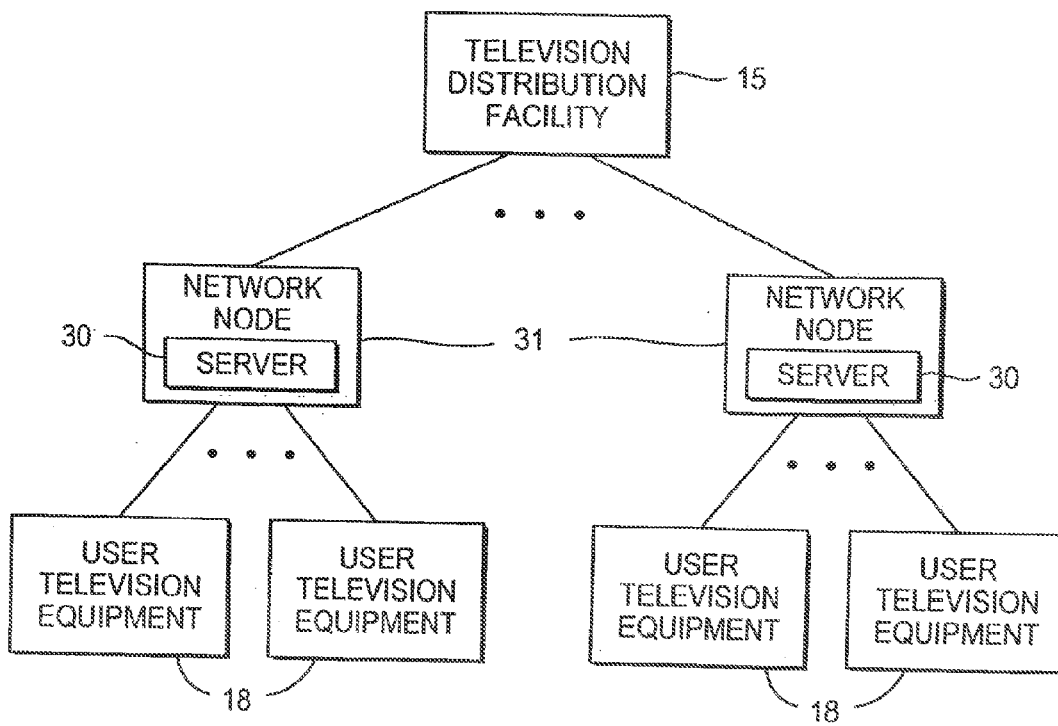 TELEVISION
DISTRIBUTION
FACILITY
15
NETWORK
NODE
SERVER
30
31
NETWORK
NODE
SERVER
30
USER
TELEVISION
EQUIPMENT
USER
TELEVISION
EQUIPMENT
18
USER
TELEVISION
EQUIPMENT
USER
TELEVISION
EQUIPMENT
18